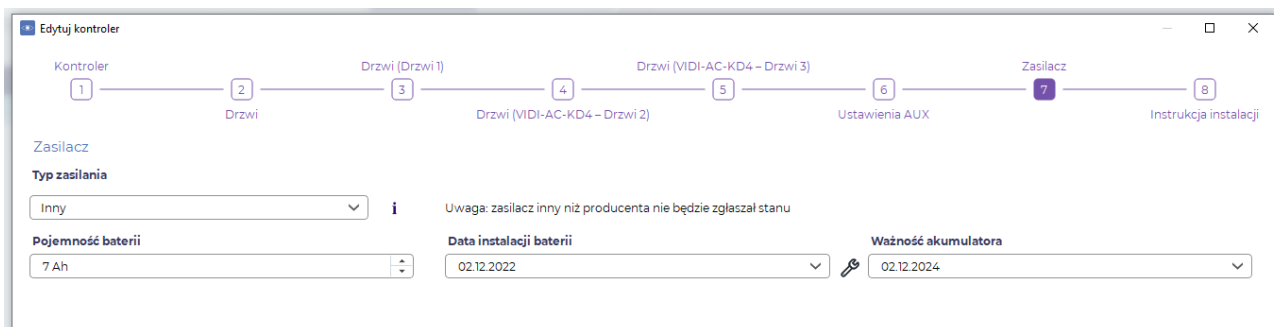 Edytuj kontroler
Kontroler
Drzwi (Drzwi 1)
Drzwi (VIDI-AC-KD4 – Drzwi 3)
Zasilacz
1
2
3
4
5
6
7
8
Drzwi
Drzwi (VIDI-AC-KD4 – Drzwi 2)
Ustawienia AUX
Instrukcja instalacji
Zasilacz
Typ zasilania
Inny
i
Uwaga: zasilacz inny niż producenta nie będzie zgłaszał stanu
Pojemność baterii
Data instalacji baterii
Ważność akumulatora
7 Ah
02.12.2022
02.12.2024